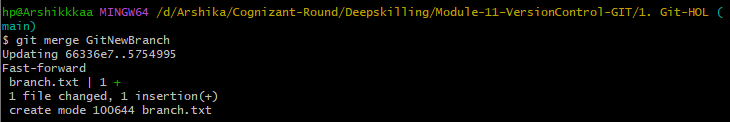 hp@Arshikkkaa MINGW64 /d/Arshika/Cognizant-Round/Deepskilling/Module-11-VersionControl-GIT/1. Git-HOL (
main)
$ git merge GitNewBranch
Updating 66336e7..5754995
Fast-forward
 branch.txt | 1 +
 1 file changed, 1 insertion(+)
 create mode 100644 branch.txt